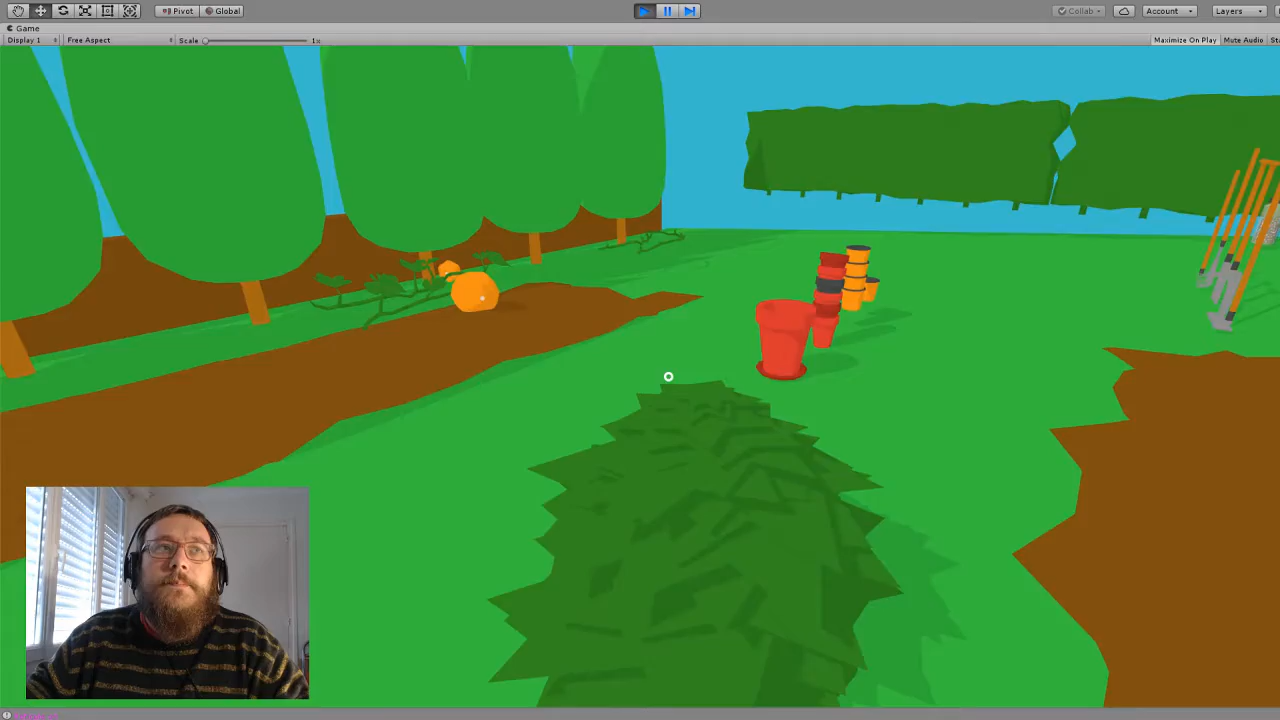 Pivot Global Collab Account Layers
Game
Display 1 Free Aspect Scale 1x Maximize On Play Mute Audio